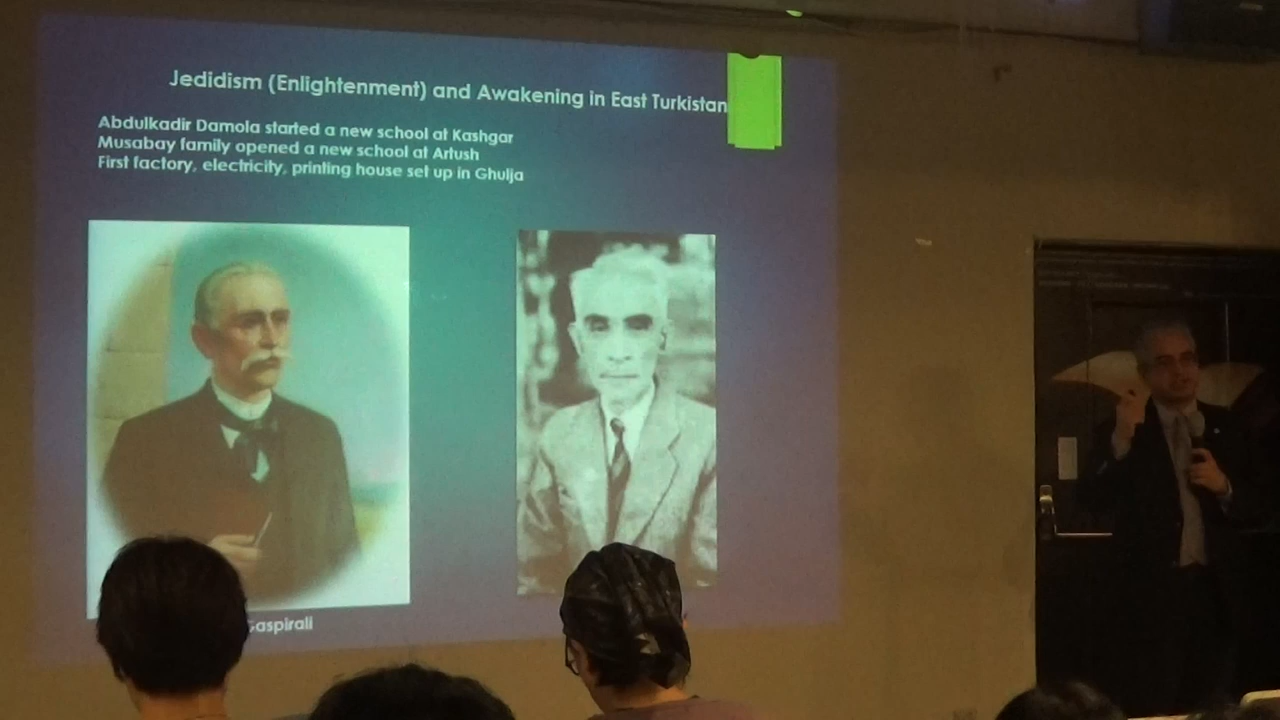 Jedidism (Enlightenment) and Awakening in East Turkistan
Abdulkadir Damola started a new school at Kashgar
Musabay family opened a new school at Artush
First factory, electricity, printing house set up in Ghulja
Gaspirali